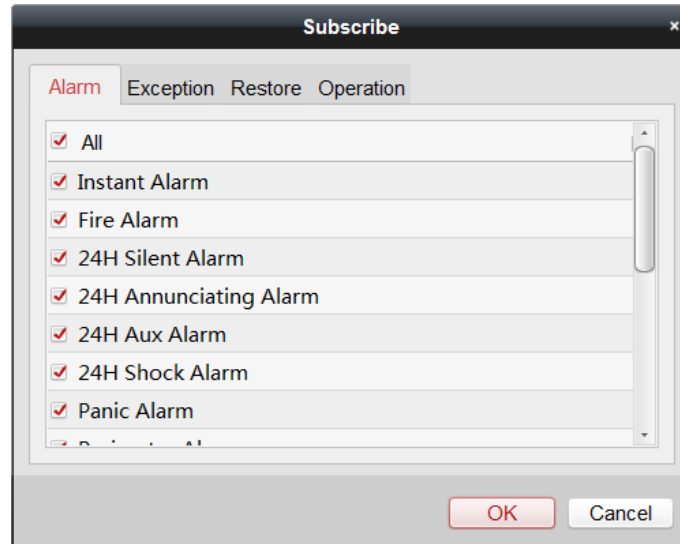 Subscribe
Alarm Exception Restore Operation
All
Instant Alarm
Fire Alarm
24H Silent Alarm
24H Annunciating Alarm
24H Aux Alarm
24H Shock Alarm
Panic Alarm
OK Cancel